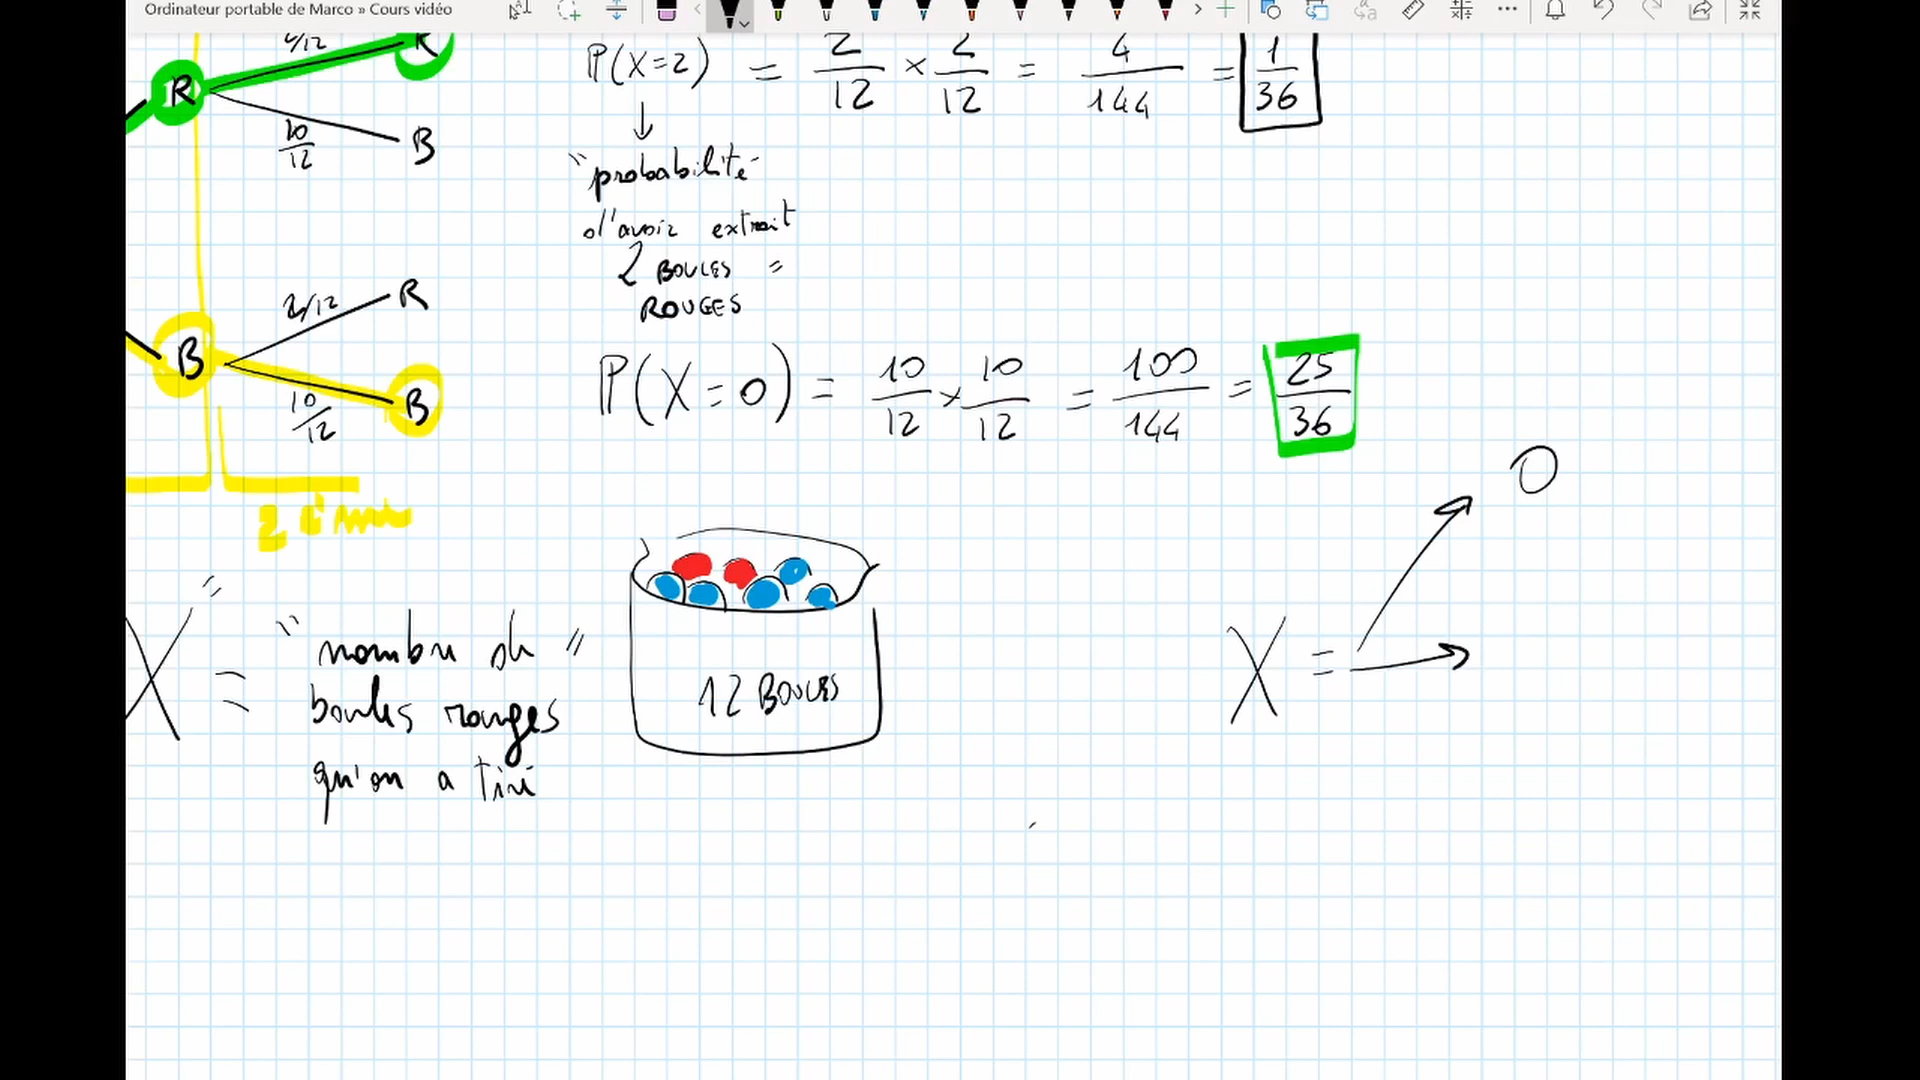 Ordinateur portable de Marco » Cours vidéo
2/12 R
R
10/12 B
P(X=2) = 2/12 × 2/12 = 4/144 = 1/36
"probabilité
d'avoir extrait
2 BOULES "
ROUGES
2/12 R
B
10/12 B
P(X=0) = 10/12 × 10/12 = 100/144 = 25/36
2
X = "nombre de "
boules rouges
qu'on a tiré
12 BOULES
X = 0